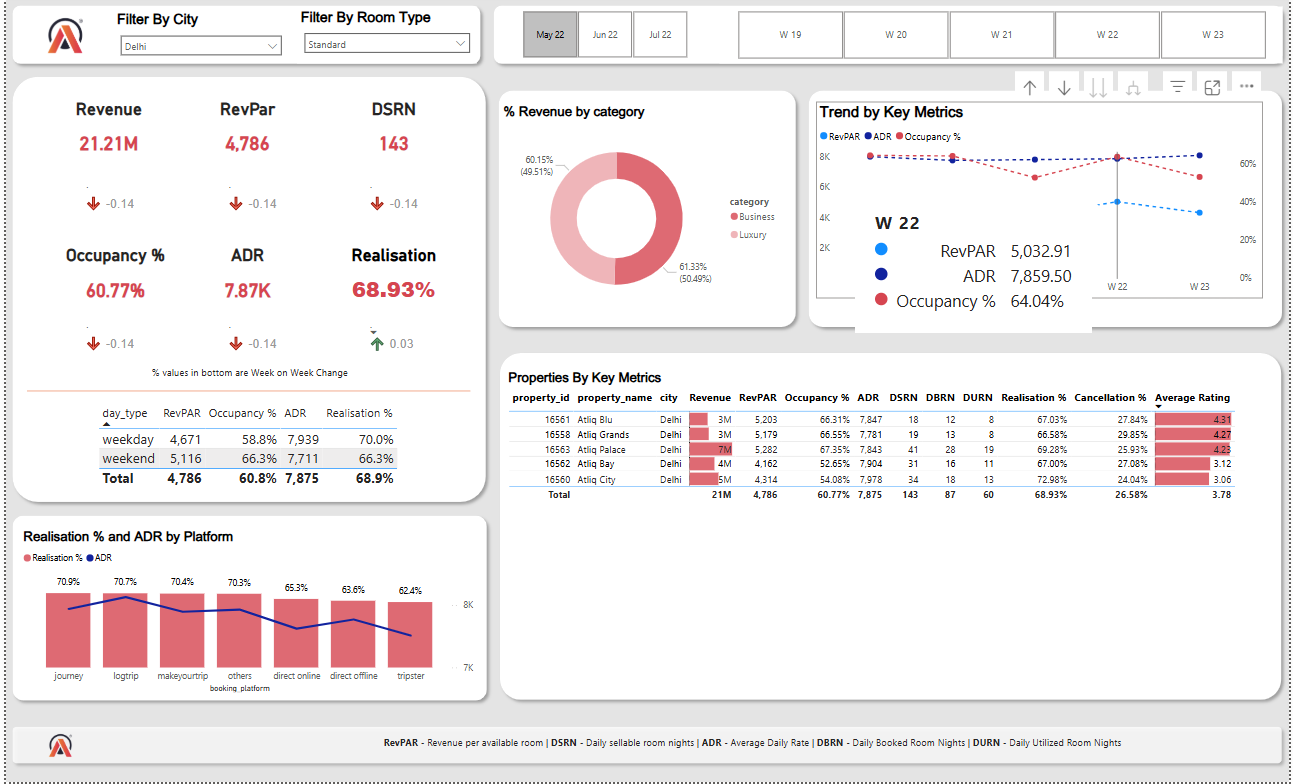 Filter By City
Delhi
Filter By Room Type
Standard
May 22 Jun 22 Jul 22
W 19 W 20 W 21 W 22 W 23
Revenue RevPar DSRN
21.21M 4,786 143
-0.14 -0.14 -0.14
Occupancy % ADR Realisation
60.77% 7.87K 68.93%
-0.14 -0.14 0.03
% values in bottom are Week on Week Change
day_type RevPAR Occupancy % ADR Realisation %
weekday 4,671 58.8% 7,939 70.0%
weekend 5,116 66.3% 7,711 66.3%
Total 4,786 60.8% 7,875 68.9%
Realisation % and ADR by Platform
Realisation % ADR
70.9% 70.7% 70.4% 70.3% 65.3% 63.6% 62.4%
8K
7K
journey logtrip makeyourtrip others direct online direct offline tripster
booking_platform
% Revenue by category
60.15%
(49.51%)
category
Business
Luxury
61.33%
(50.49%)
Trend by Key Metrics
RevPAR ADR Occupancy %
8K
6K
4K
2K
60%
40%
20%
0%
W 22
RevPAR 5,032.91
ADR 7,859.50
Occupancy % 64.04%
W 22 W 23
Properties By Key Metrics
property_id property_name city Revenue RevPAR Occupancy % ADR DSRN DBRN DURN Realisation % Cancellation % Average Rating
16561 Atliq Blu Delhi 3M 5,203 66.31% 7,847 18 12 8 67.03% 27.84% 4.31
16558 Atliq Grands Delhi 3M 5,179 66.55% 7,781 19 13 8 66.58% 29.85% 4.27
16563 Atliq Palace Delhi 7M 5,282 67.35% 7,843 41 28 19 69.28% 25.93% 4.23
16562 Atliq Bay Delhi 4M 4,162 52.65% 7,904 31 16 11 67.00% 27.08% 3.12
16560 Atliq City Delhi 5M 4,314 54.08% 7,978 34 18 13 72.98% 24.04% 3.06
Total 21M 4,786 60.77% 7,875 143 87 60 68.93% 26.58% 3.78
RevPAR - Revenue per available room | DSRN - Daily sellable room nights | ADR - Average Daily Rate | DBRN - Daily Booked Room Nights | DURN - Daily Utilized Room Nights